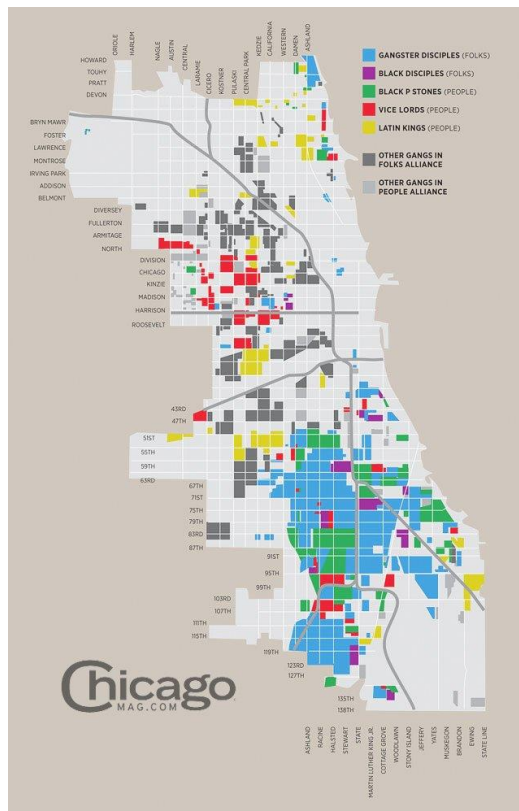 ORIOLE
HARLEM
NAGLE
AUSTIN
CENTRAL
LARAMIE
CICERO
KOSTNER
PULASKI
CENTRAL PARK
KEDZIE
CALIFORNIA
WESTERN
DAMEN
ASHLAND
HOWARD
TOUHY
PRATT
DEVON
BRYN MAWR
FOSTER
LAWRENCE
MONTROSE
IRVING PARK
ADDISON
BELMONT
DIVERSEY
FULLERTON
ARMITAGE
NORTH
DIVISION
CHICAGO
KINZIE
MADISON
HARRISON
ROOSEVELT
GANGSTER DISCIPLES (FOLKS)
BLACK DISCIPLES (FOLKS)
BLACK P STONES (PEOPLE)
VICE LORDS (PEOPLE)
LATIN KINGS (PEOPLE)
OTHER GANGS IN
FOLKS ALLIANCE
OTHER GANGS IN
PEOPLE ALLIANCE
43RD
47TH
51ST
55TH
59TH
63RD
67TH
71ST
75TH
79TH
83RD
87TH
91ST
95TH
99TH
103RD
107TH
111TH
115TH
119TH
123RD
127TH
135TH
138TH
Chicago
MAG.COM
ASHLAND
RACINE
HALSTED
STEWART
STATE
MARTIN LUTHER KING JR.
COTTAGE GROVE
WOODLAWN
STONY ISLAND
JEFFERY
YATES
MUSKEGON
BRANDON
EWING
STATE LINE